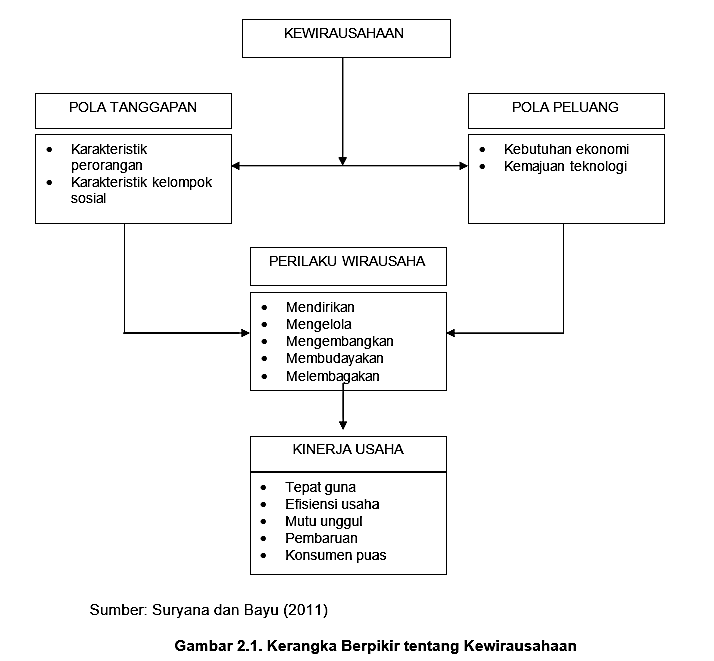 KEWIRAUSAHAAN
POLA TANGGAPAN
• Karakteristik
perorangan
• Karakteristik kelompok
sosial
POLA PELUANG
• Kebutuhan ekonomi
• Kemajuan teknologi
PERILAKU WIRAUSAHA
• Mendirikan
• Mengelola
• Mengembangkan
• Membudayakan
• Melembagakan
KINERJA USAHA
• Tepat guna
• Efisiensi usaha
• Mutu unggul
• Pembaruan
• Konsumen puas
Sumber: Suryana dan Bayu (2011)
Gambar 2.1. Kerangka Berpikir tentang Kewirausahaan